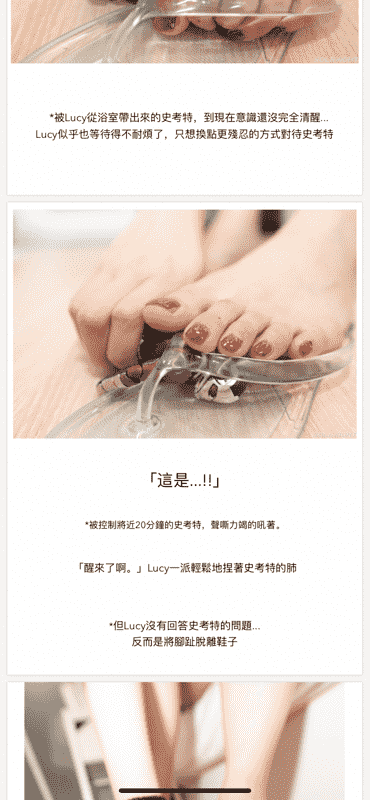 *被Lucy從浴室帶出來的史考特，到現在意識還沒完全清醒...
Lucy似乎也等待得不耐煩了，只想換點更殘忍的方式對待史考特
「這是...!!」
*被控制將近20分鐘的史考特，聲嘶力竭的吼著。
「醒來了啊。」Lucy一派輕鬆地捏著史考特的肺
*但Lucy沒有回答史考特的問題...
反而是將腳趾脫離鞋子